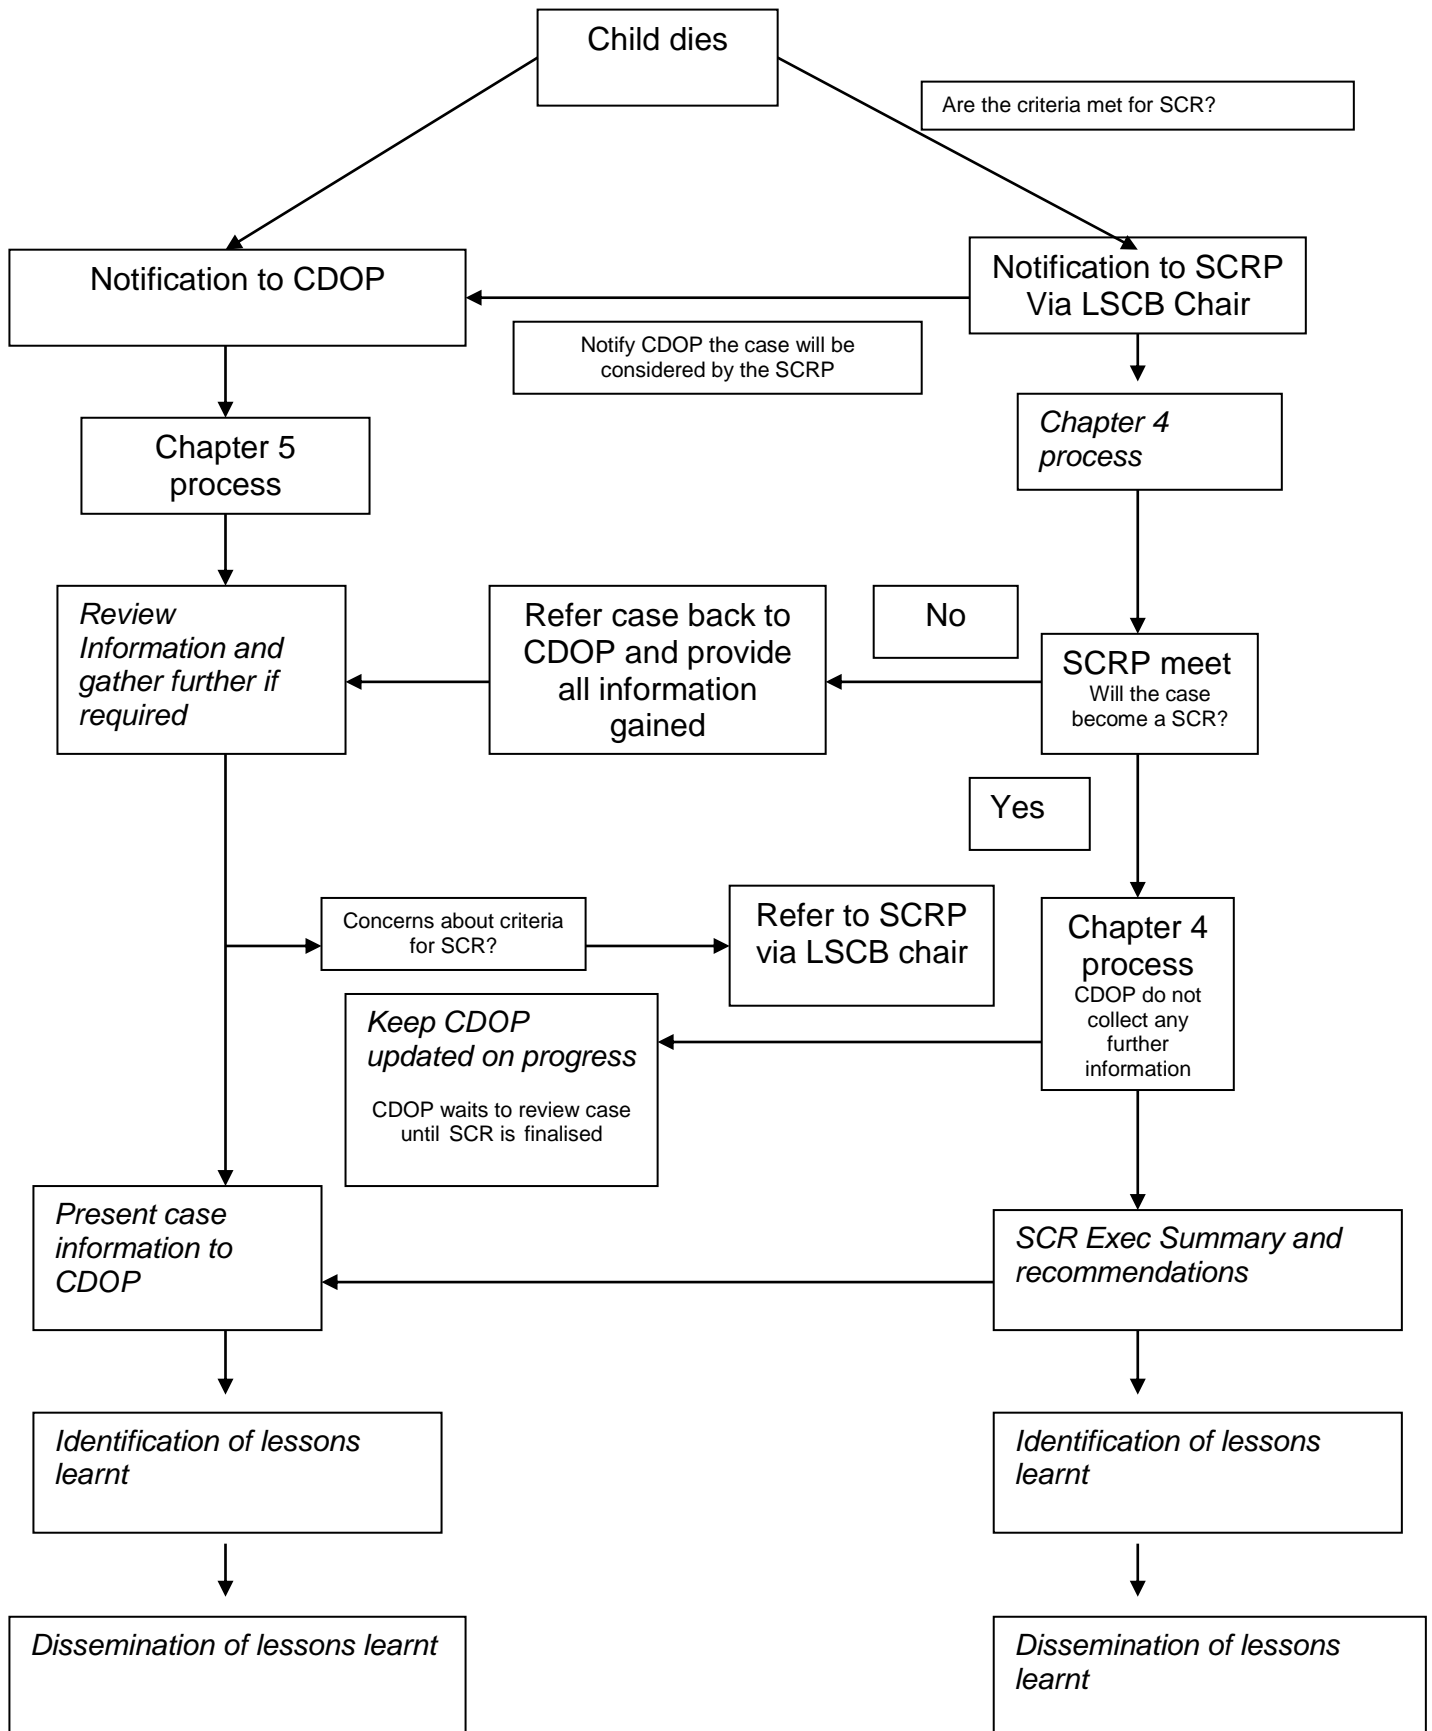 Child dies
Are the criteria met for SCR?
Notification to CDOP
Notification to SCRP
Via LSCB Chair
Notify CDOP the case will be
considered by the SCRP
Chapter 5
process
Chapter 4
process
Review
Information and
gather further if
required
Refer case back to
CDOP and provide
all information
gained
No
SCRP meet
Will the case
become a SCR?
Yes
Concerns about criteria
for SCR?
Refer to SCRP
via LSCB chair
Chapter 4
process
CDOP do not
collect any
further
information
Keep CDOP
updated on progress
CDOP waits to review case
until SCR is finalised
Present case
information to
CDOP
SCR Exec Summary and
recommendations
Identification of lessons
learnt
Identification of lessons
learnt
Dissemination of lessons learnt
Dissemination of lessons
learnt